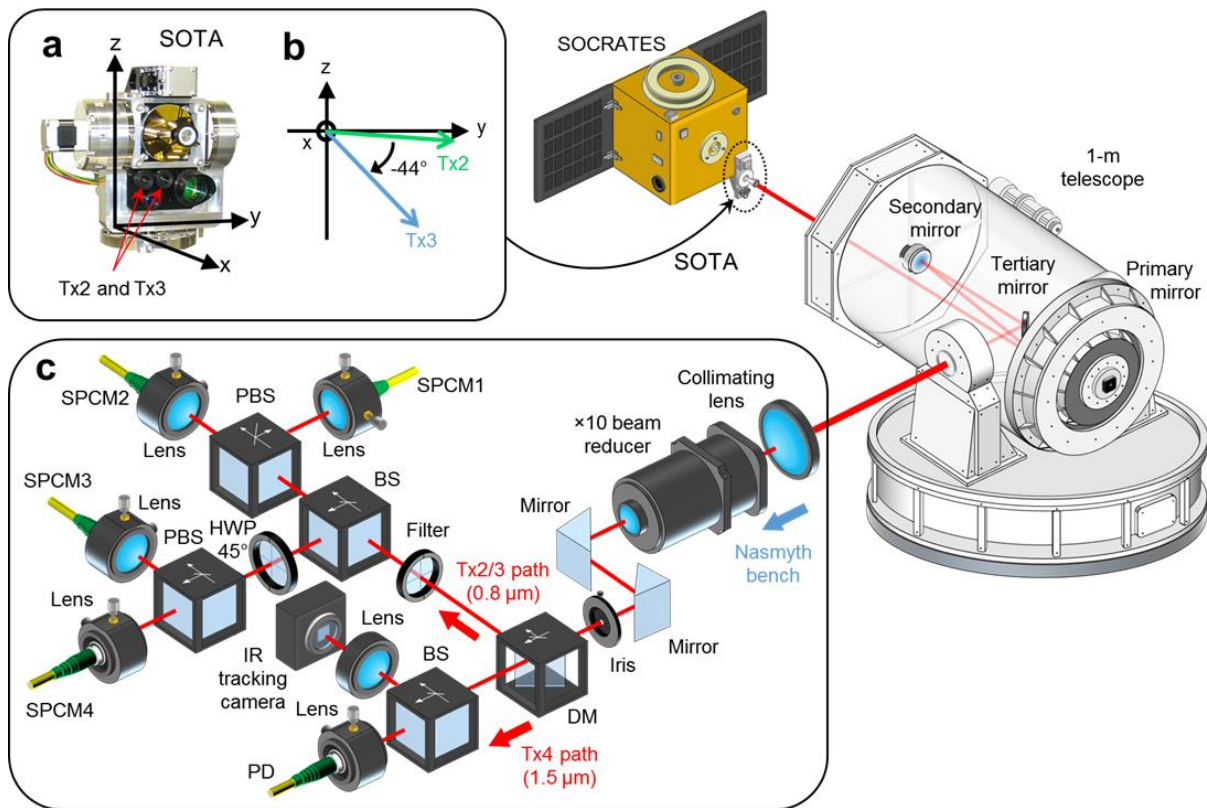 a
SOTA
z
y
x
Tx2 and Tx3
b
z
y
x
Tx2
-44°
Tx3
SOCRATES
SOTA
1-m
telescope
Secondary
mirror
Tertiary
mirror
Primary
mirror
c
SPCM2
PBS
SPCM1
Lens
Lens
Collimating
lens
×10 beam
reducer
SPCM3
Lens
BS
PBS
HWP
45°
Filter
Mirror
Nasmyth
bench
Lens
Tx2/3 path
(0.8 µm)
Lens
IR
tracking
camera
BS
Iris
Mirror
SPCM4
Lens
DM
PD
Tx4 path
(1.5 µm)